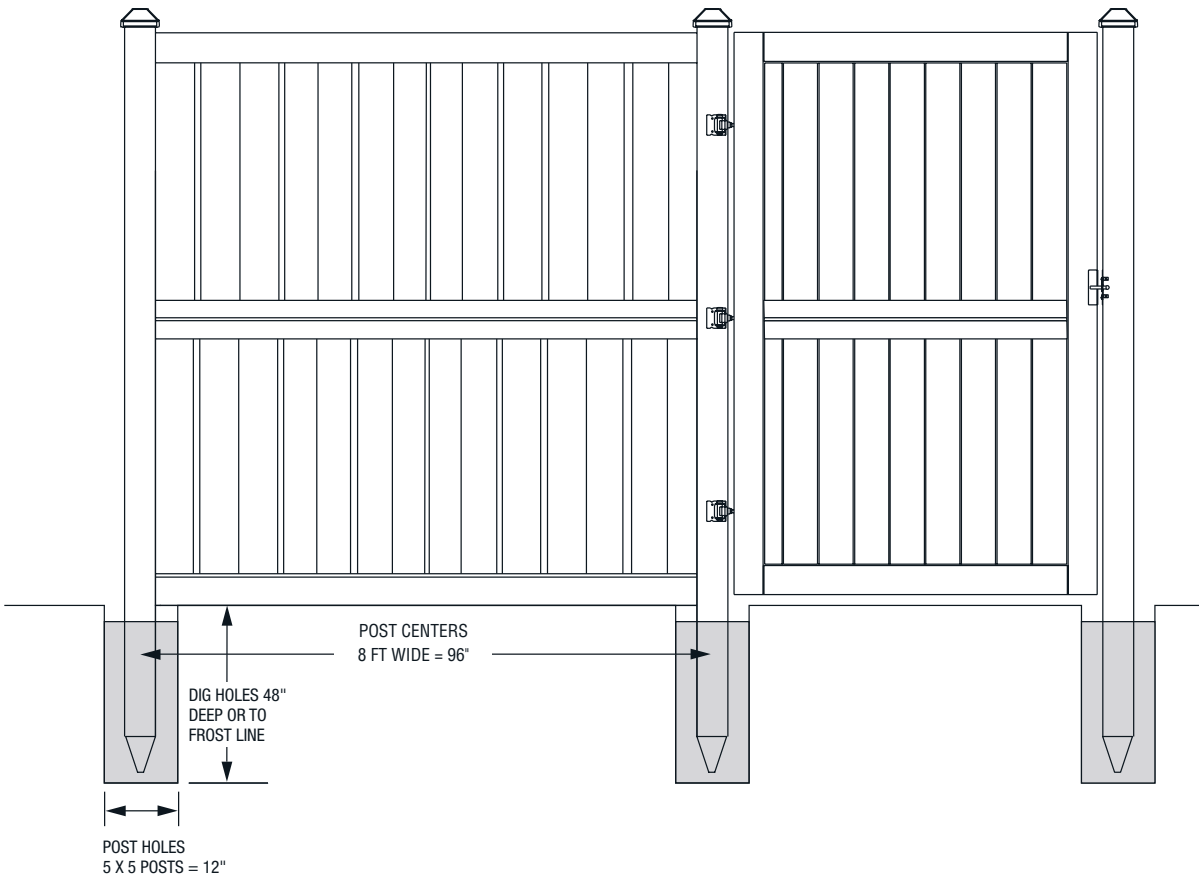 POST CENTERS
8 FT WIDE = 96"
DIG HOLES 48"
DEEP OR TO
FROST LINE
POST HOLES
5 X 5 POSTS = 12"